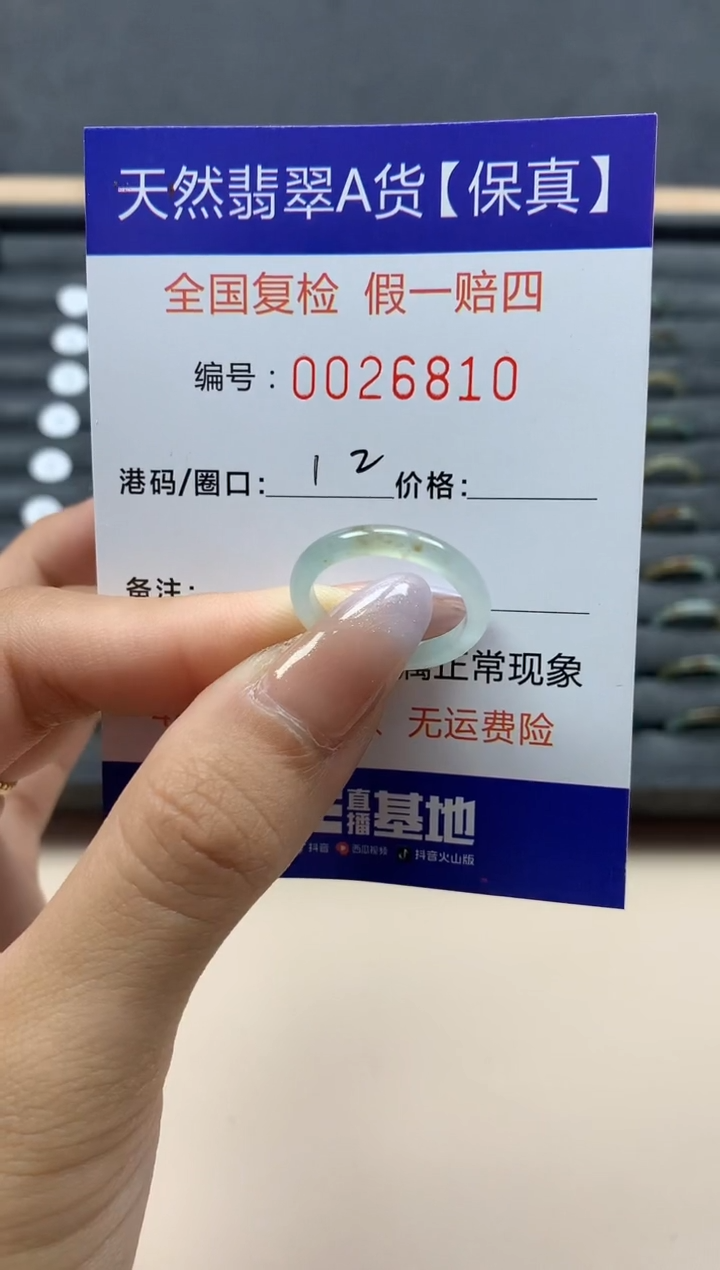 天然翡翠A货【保真】
全国复检 假一赔四
编号：0026810
港码/圈口：12 价格：
备注：
属正常现象
、无运费险
直播基地
抖音 西瓜视频 抖音火山版